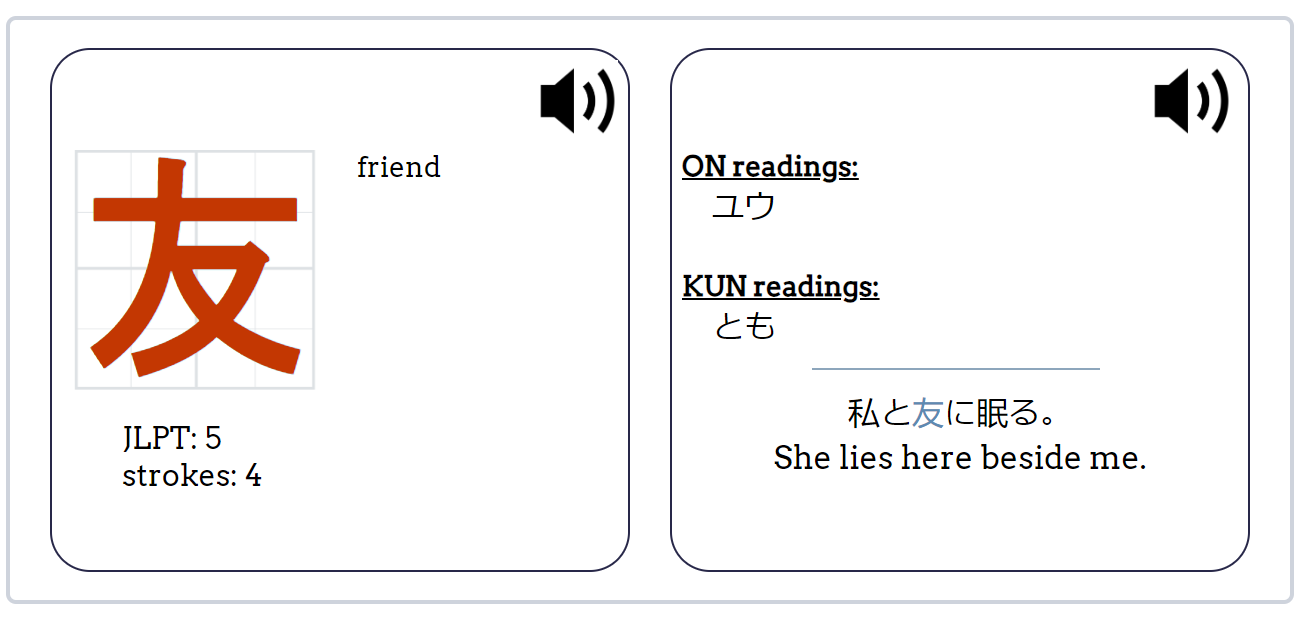 友
friend
JLPT: 5
strokes: 4
ON readings:
ユウ
KUN readings:
とも
私と友に眠る。
She lies here beside me.